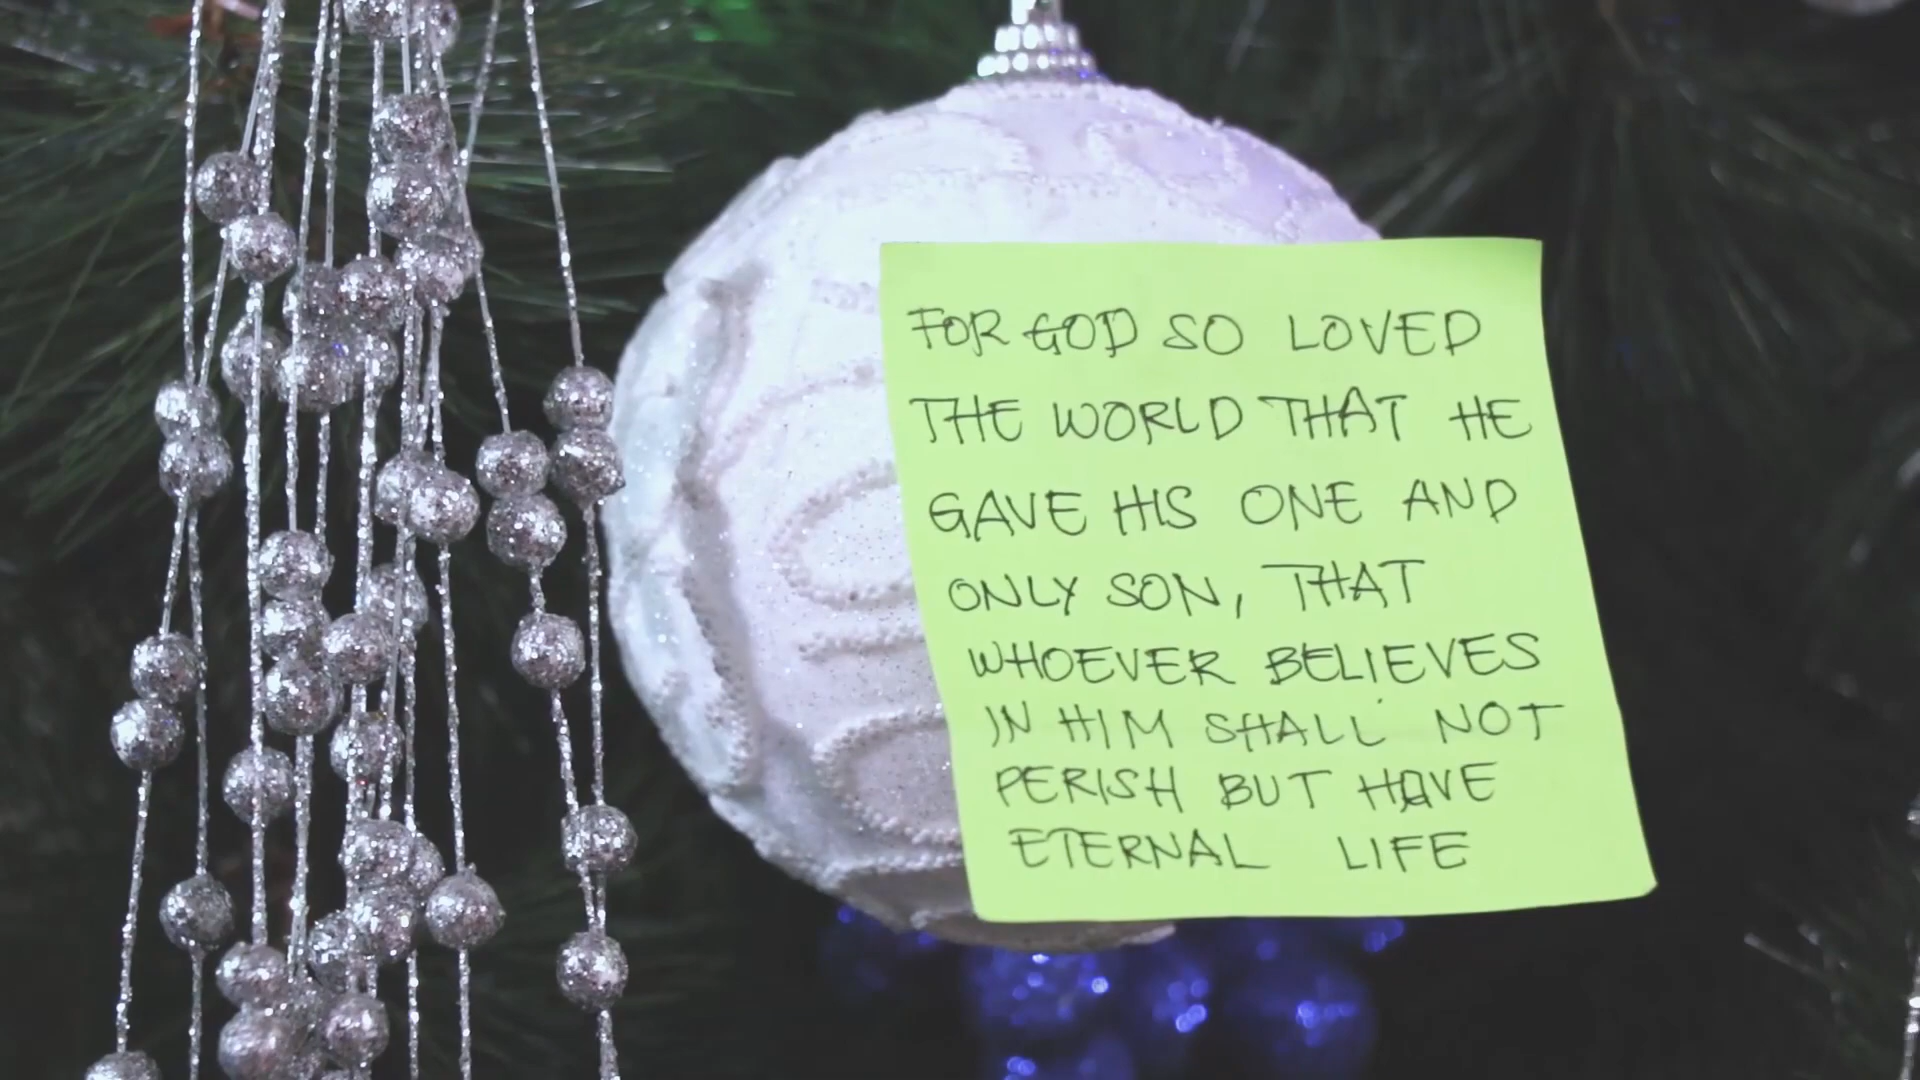 FOR GOD SO LOVED
THE WORLD THAT HE
GAVE HIS ONE AND
ONLY SON, THAT
WHOEVER BELIEVES
IN HIM SHALL NOT
PERISH BUT HAVE
ETERNAL LIFE